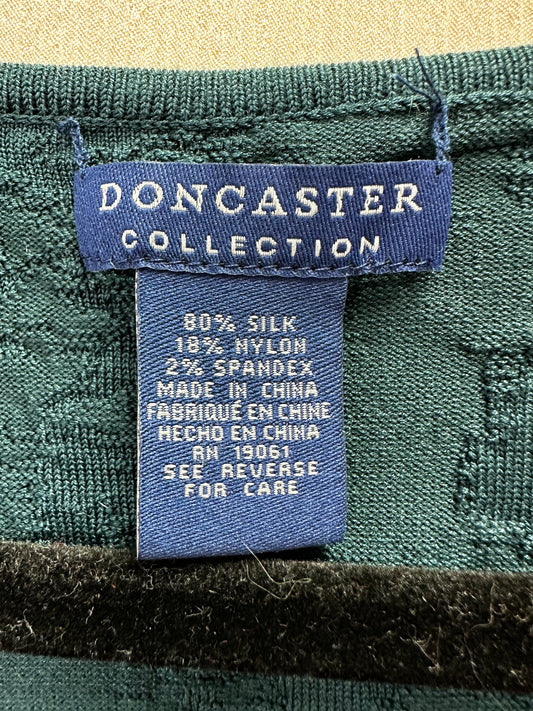 DONCASTER
COLLECTION
80% SILK
18% NYLON
2% SPANDEX
MADE IN CHINA
FABRIQUÉ EN CHINE
HECHO EN CHINA
RN 19061
SEE REVERSE
FOR CARE